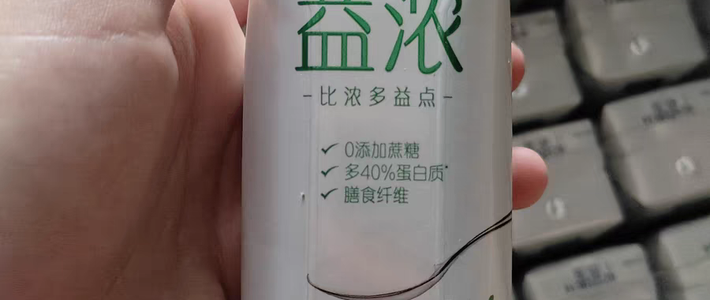 益浓
-比浓多益点-
✓ 0添加蔗糖
✓ 多40%蛋白质*
✓ 膳食纤维